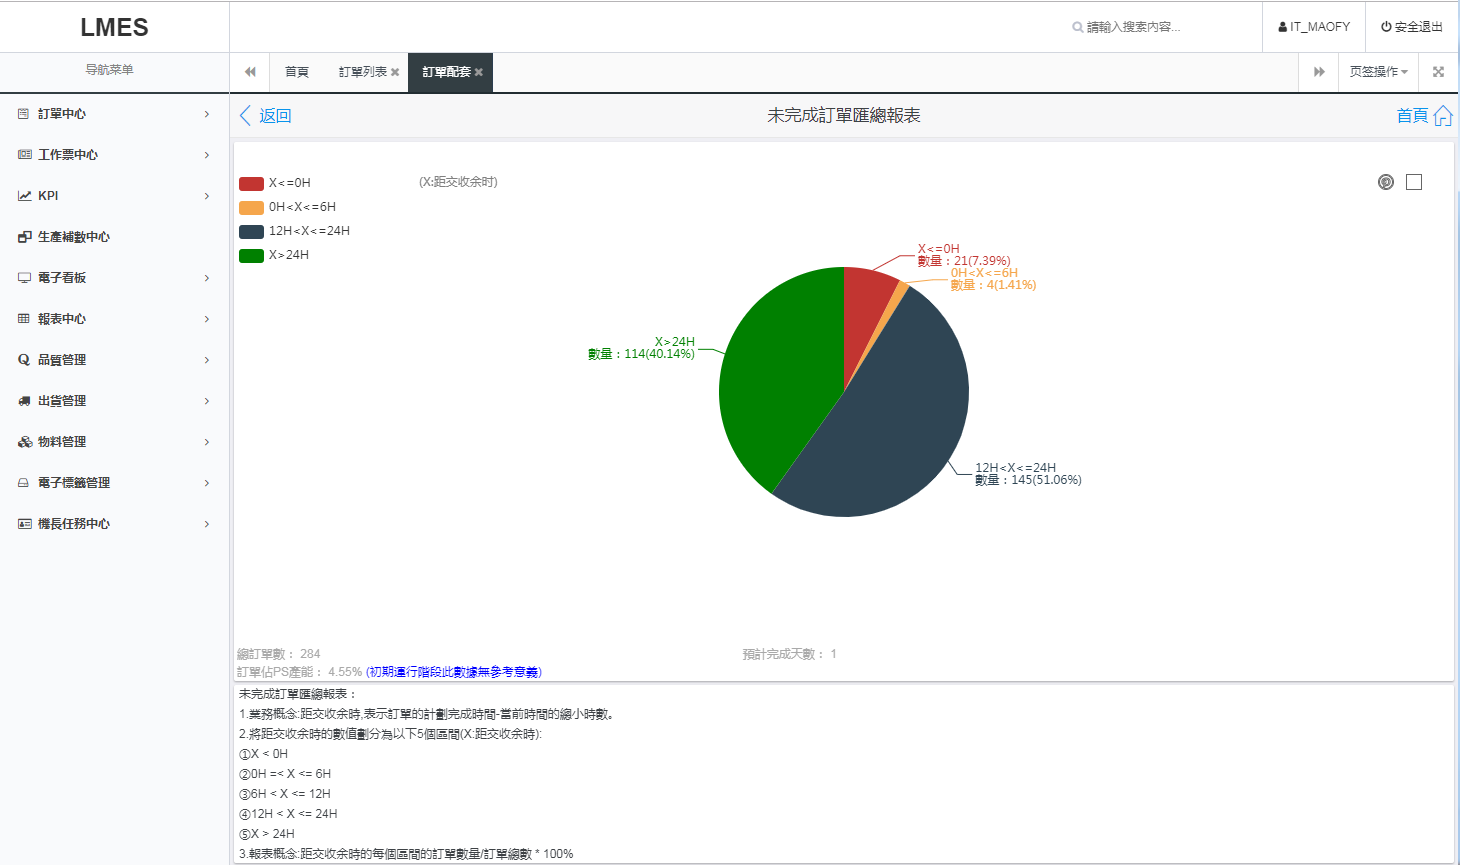 LMES
請輸入搜索内容...
IT_MAOFY
安全退出
导航菜单
首頁
訂單列表
訂單配套
页签操作
訂單中心
工作票中心
KPI
生產補數中心
電子看板
報表中心
品質管理
出貨管理
物料管理
電子標籤管理
機長任務中心
返回
未完成訂單匯總報表
首頁
X<=0H
(X:距交收余时)
0H<X<=6H
12H<X<=24H
X>24H
X<=0H
數量：21(7.39%)
0H<X<=6H
數量：4(1.41%)
X>24H
數量：114(40.14%)
12H<X<=24H
數量：145(51.06%)
總訂單數： 284
預計完成天數： 1
訂單佔PS產能： 4.55% (初期運行階段此數據無參考意義)
未完成訂單匯總報表：
1.業務概念:距交收余時,表示訂單的計劃完成時間-當前時間的總小時數。
2.將距交收余時的數值劃分為以下5個區間(X:距交收余時):
①X < 0H
②0H =< X <= 6H
③6H < X <= 12H
④12H < X <= 24H
⑤X > 24H
3.報表概念:距交收余時的每個區間的訂單數量/訂單總數 * 100%